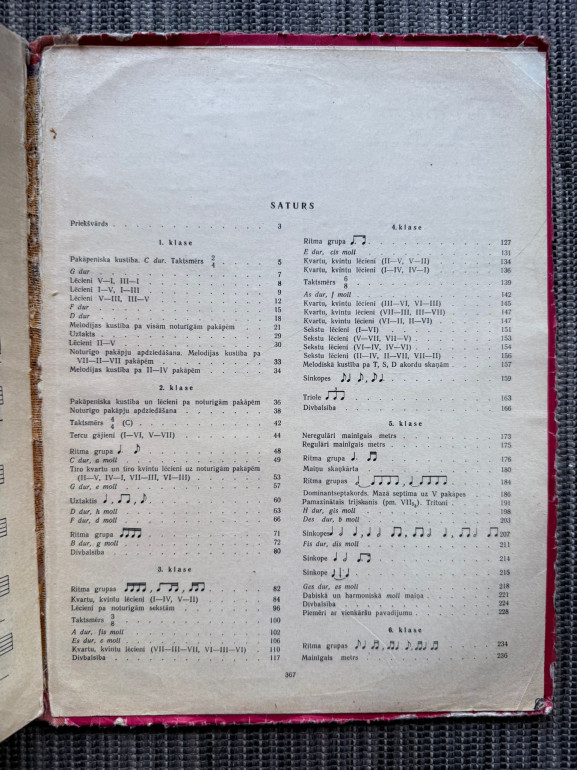 SATURS
Priekšvārds 3
1. klase
Pakāpeniska kustība. C dur. Taktsmērs 2/4 5
G dur 7
Lēcieni V—I, III—I 8
Lēcieni I—V, I—III 9
Lēcieni V—III, III—V 12
F dur 15
D dur 18
Melodijas kustība pa visām noturīgām pakāpēm 21
Uztakts 29
Lēcieni II—V 30
Noturīgo pakāpju apdziedāšana. Melodijas kustība pa
VII—II—VII pakāpēm 33
Melodijas kustība pa II—IV pakāpēm 34
2. klase
Pakāpeniska kustība un lēcieni pa noturīgām pakāpēm 36
Noturīgo pakāpju apdziedāšana 38
Taktsmērs 4/4 (C) 42
Tercu gājieni (I—VI, V—VII) 44
Ritma grupa 48
C dur, a moll 49
Tīro kvartu un tīro kvintu lēcieni uz noturīgām pakāpēm
(II—V, IV—I, VII—III, VI—III) 53
G dur, e moll 57
Uztaktis 60
D dur, h moll 63
F dur, d moll 66
Ritma grupa 71
B dur, g moll 72
Divbalsība 80
3. klase
Ritma grupas 82
Kvartu, kvintu lēcieni (I—IV, V—II) 84
Lēcieni pa noturīgām sekstām 96
Taktsmērs 3/8 100
A dur, fis moll 102
Es dur, c moll 106
Kvartu, kvintu lēcieni (VII—III—VII, VI—III—VI) 110
Divbalsība 117
4. klase
Ritma grupa 127
E dur, cis moll 131
Kvartu, kvintu lēcieni (II—V, V—II) 134
Kvartu, kvintu lēcieni (I—IV, IV—I) 136
Taktsmērs 6/8 139
As dur, f moll 142
Kvartu, kvintu lēcieni (III—VI, VI—III) 145
Kvartu, kvintu lēcieni (VII—III, III—VII) 147
Kvartu, kvintu lēcieni (VI—II, II—VI) 147
Sekstu lēcieni (I—VI) 151
Sekstu lēcieni (V—VII, VII—V) 153
Sekstu lēcieni (VI—IV, IV—VI) 154
Sekstu lēcieni (II—IV, II—VII, VII—II) 156
Melodiskā kustība pa T, S, D akordu skaņām 157
Sinkopes 159
Triole 163
Divbalsība 166
5. klase
Neregulāri mainīgais metrs 173
Regulāri mainīgais metrs 175
Ritma grupa 176
Maiņu skaņkārta 180
Ritma grupas 184
Dominantseptakords. Mazā septīma uz V pakāpes 186
Pamazinātais trijskanis (pm. VII₅). Tritoni 191
H dur, gis moll 198
Des dur, b moll 203
Sinkopes 207
Fis dur, dis moll 211
Sinkope 214
Sinkope 215
Ges dur, es moll 218
Dabiskā un harmoniskā moll maiņa 221
Divbalsība 224
Piemēri ar vienkāršu pavadījumu 228
6. klase
Ritma grupas 234
Mainīgais metrs 236
367